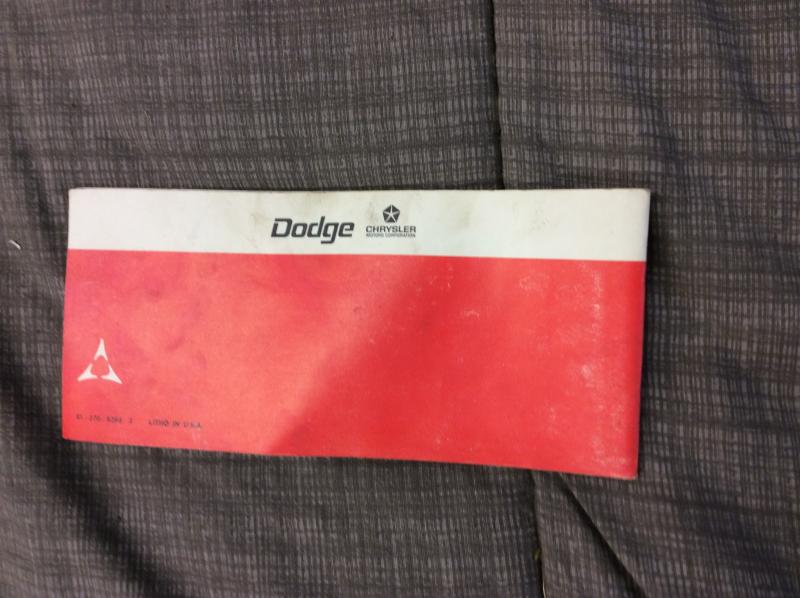 Dodge
CHRYSLER
MOTORS CORPORATION
LITHO IN U.S.A.